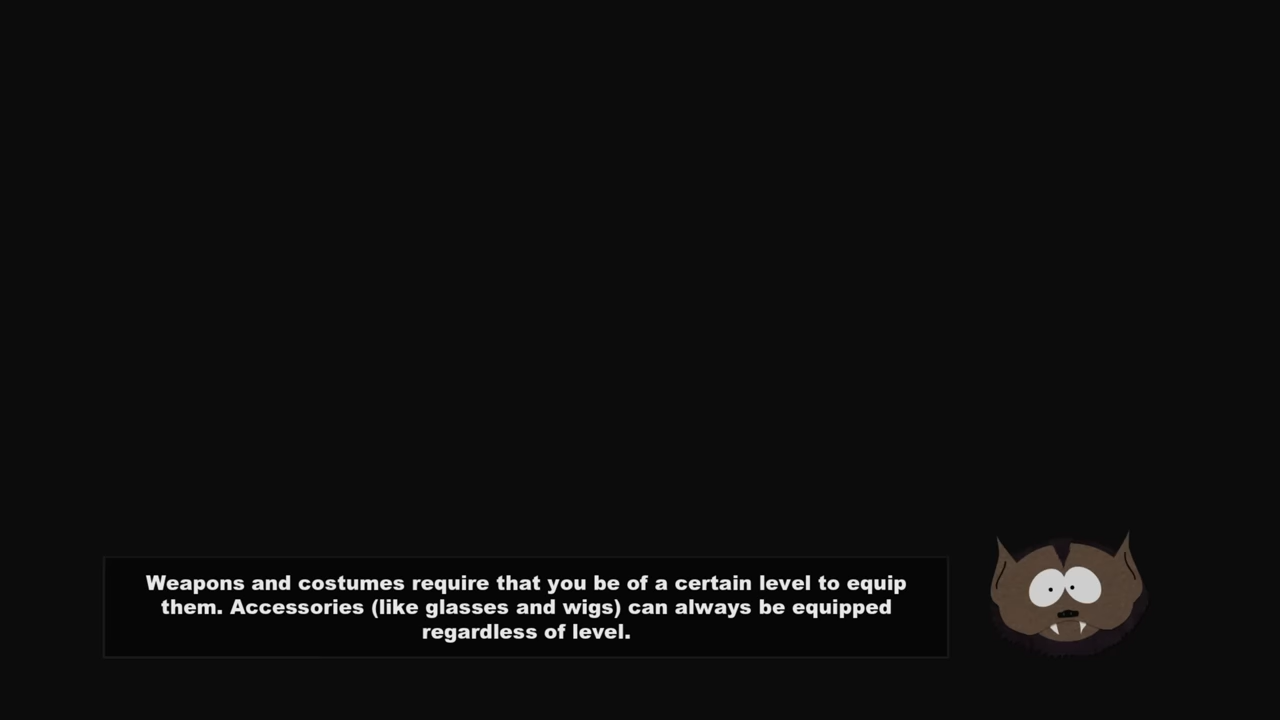 Weapons and costumes require that you be of a certain level to equip
them. Accessories (like glasses and wigs) can always be equipped
regardless of level.